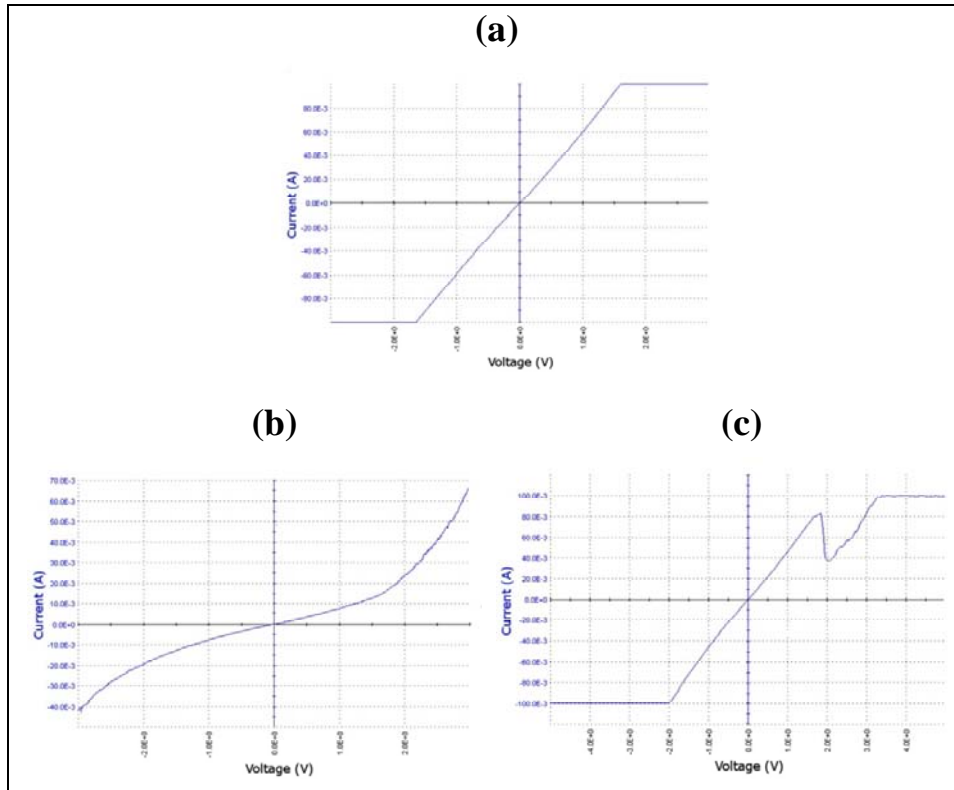 (a)
80.0E-3
60.0E-3
40.0E-3
20.0E-3
0.0E+0
-20.0E-3
-40.0E-3
-60.0E-3
-80.0E-3
Current (A)
-2.0E+0
-1.0E+0
0.0E+0
1.0E+0
2.0E+0
Voltage (V)
(b)
70.0E-3
60.0E-3
50.0E-3
40.0E-3
30.0E-3
20.0E-3
10.0E-3
0.0E+0
-10.0E-3
-20.0E-3
-30.0E-3
-40.0E-3
Current (A)
-2.0E+0
-1.0E+0
0.0E+0
1.0E+0
2.0E+0
Voltage (V)
(c)
100.0E-3
80.0E-3
60.0E-3
40.0E-3
20.0E-3
0.0E+0
-20.0E-3
-40.0E-3
-60.0E-3
-80.0E-3
-100.0E-3
Current (A)
-4.0E+0
-3.0E+0
-2.0E+0
-1.0E+0
0.0E+0
1.0E+0
2.0E+0
3.0E+0
4.0E+0
Voltage (V)